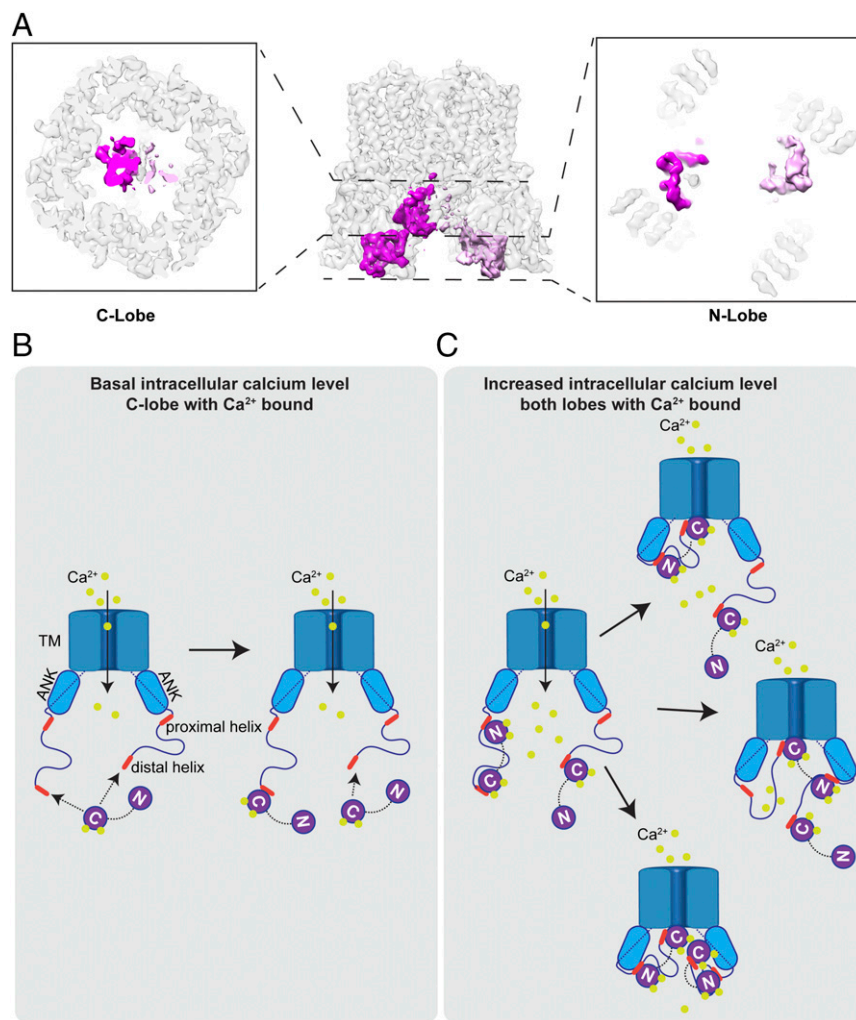 A
C-Lobe
N-Lobe
B
Basal intracellular calcium level
C-lobe with Ca²⁺ bound
Ca²⁺
Ca²⁺
TM
ANK
ANK
proximal helix
distal helix
C
N
C
N
C
N
C
Increased intracellular calcium level
both lobes with Ca²⁺ bound
Ca²⁺
C
N
C
N
Ca²⁺
N
C
C
N
Ca²⁺
C
N
C
N
Ca²⁺
C
C
N
N